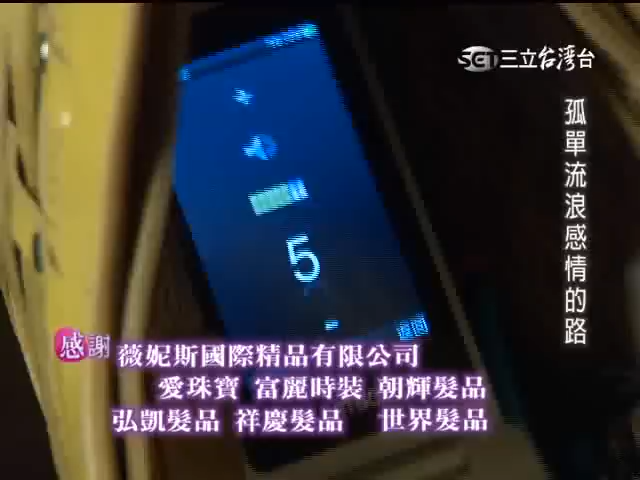 SET三立台灣台
孤單流浪感情的路
5
返回
感謝 薇妮斯國際精品有限公司
愛珠寶 富麗時裝 朝輝髮品
弘凱髮品 祥慶髮品 世界髮品